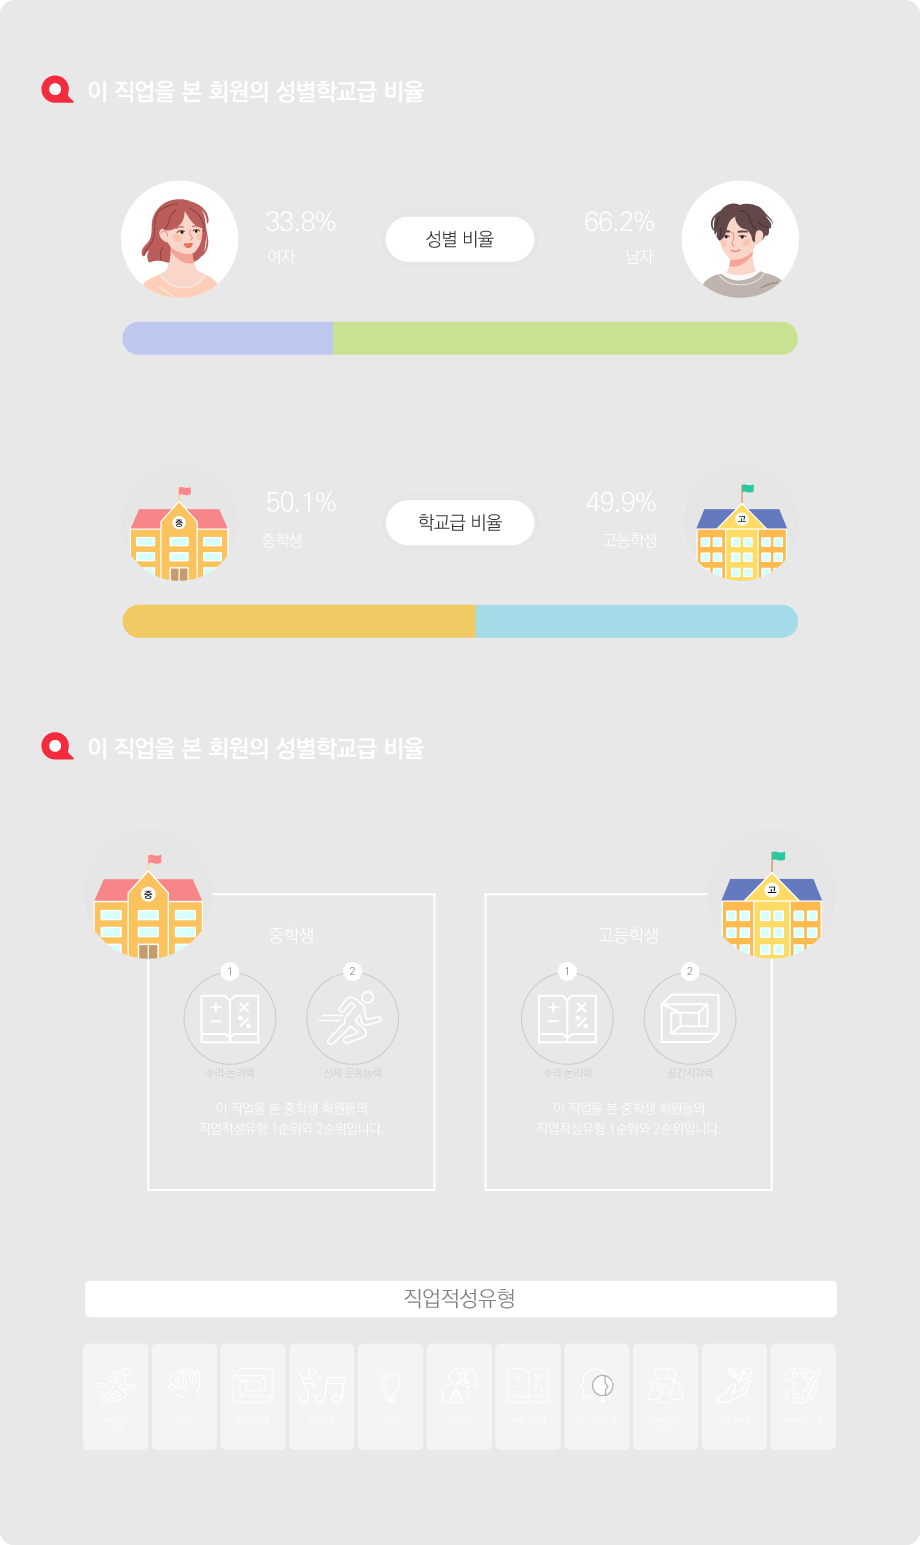 이 직업을 본 회원의 성별학교급 비율
33.8%
여자
성별 비율
66.2%
남자
50.1%
중학생
학교급 비율
49.9%
고등학생
중
고
이 직업을 본 회원의 성별학교급 비율
중
고
중학생
1
2
수리·논리력
신체·운동능력
이 직업을 본 중학생 회원들의
직업적성유형 1순위와 2순위입니다.
고등학생
1
2
수리·논리력
공간지각력
이 직업을 본 중학생 회원들의
직업적성유형 1순위와 2순위입니다.
직업적성유형